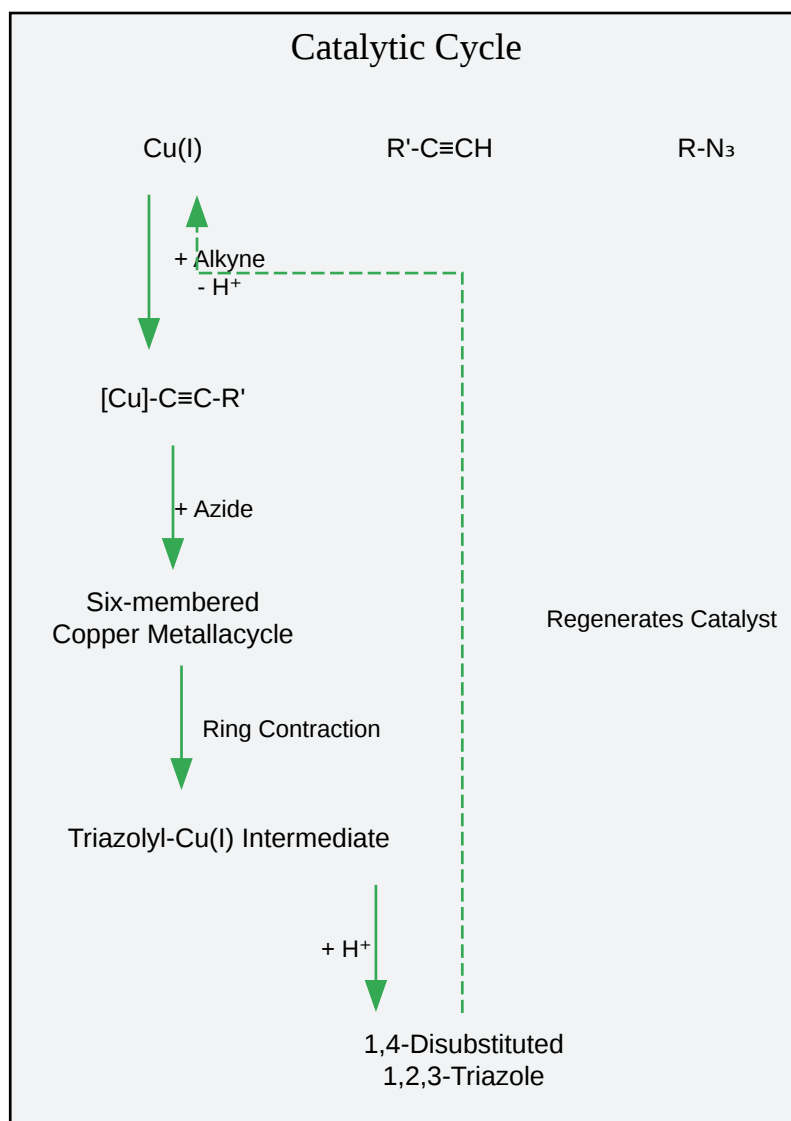 Catalytic Cycle
Cu(I)
R'-C≡CH
R-N₃
+ Alkyne
- H⁺
[Cu]-C≡C-R'
+ Azide
Six-membered
Copper Metallacycle
Regenerates Catalyst
Ring Contraction
Triazolyl-Cu(I) Intermediate
+ H⁺
1,4-Disubstituted
1,2,3-Triazole